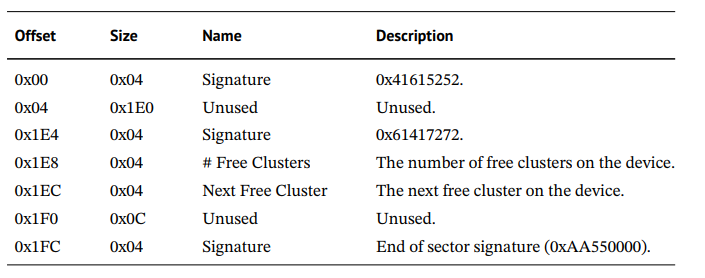 Offset Size Name Description
0x00 0x04 Signature 0x41615252.
0x04 0x1E0 Unused Unused.
0x1E4 0x04 Signature 0x61417272.
0x1E8 0x04 # Free Clusters The number of free clusters on the device.
0x1EC 0x04 Next Free Cluster The next free cluster on the device.
0x1F0 0x0C Unused Unused.
0x1FC 0x04 Signature End of sector signature (0xAA550000).